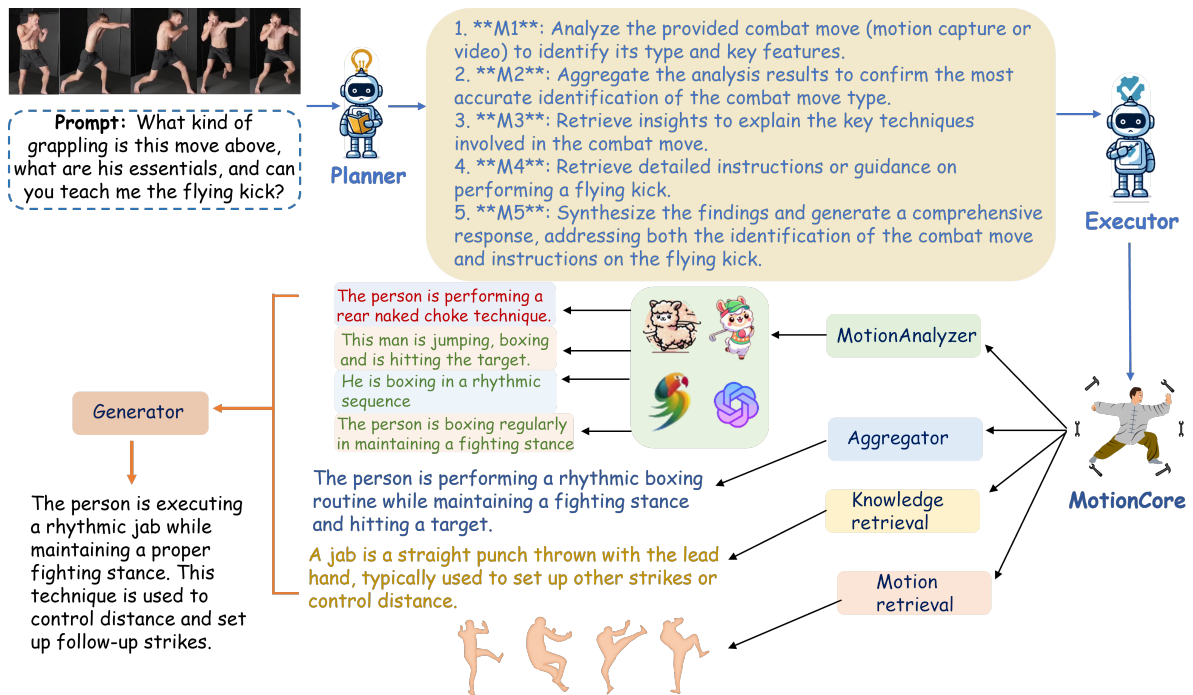 Prompt: What kind of
grappling is this move above,
what are his essentials, and can
you teach me the flying kick?
Planner
1. **M1**: Analyze the provided combat move (motion capture or
video) to identify its type and key features.
2. **M2**: Aggregate the analysis results to confirm the most
accurate identification of the combat move type.
3. **M3**: Retrieve insights to explain the key techniques
involved in the combat move.
4. **M4**: Retrieve detailed instructions or guidance on
performing a flying kick.
5. **M5**: Synthesize the findings and generate a comprehensive
response, addressing both the identification of the combat move
and instructions on the flying kick.
Executor
The person is performing a
rear naked choke technique.
This man is jumping, boxing
and is hitting the target.
He is boxing in a rhythmic
sequence
The person is boxing regularly
in maintaining a fighting stance
MotionAnalyzer
Aggregator
Knowledge
retrieval
Motion
retrieval
MotionCore
Generator
The person is performing a rhythmic boxing
routine while maintaining a fighting stance
and hitting a target.
A jab is a straight punch thrown with the lead
hand, typically used to set up other strikes or
control distance.
The person is executing
a rhythmic jab while
maintaining a proper
fighting stance. This
technique is used to
control distance and set
up follow-up strikes.